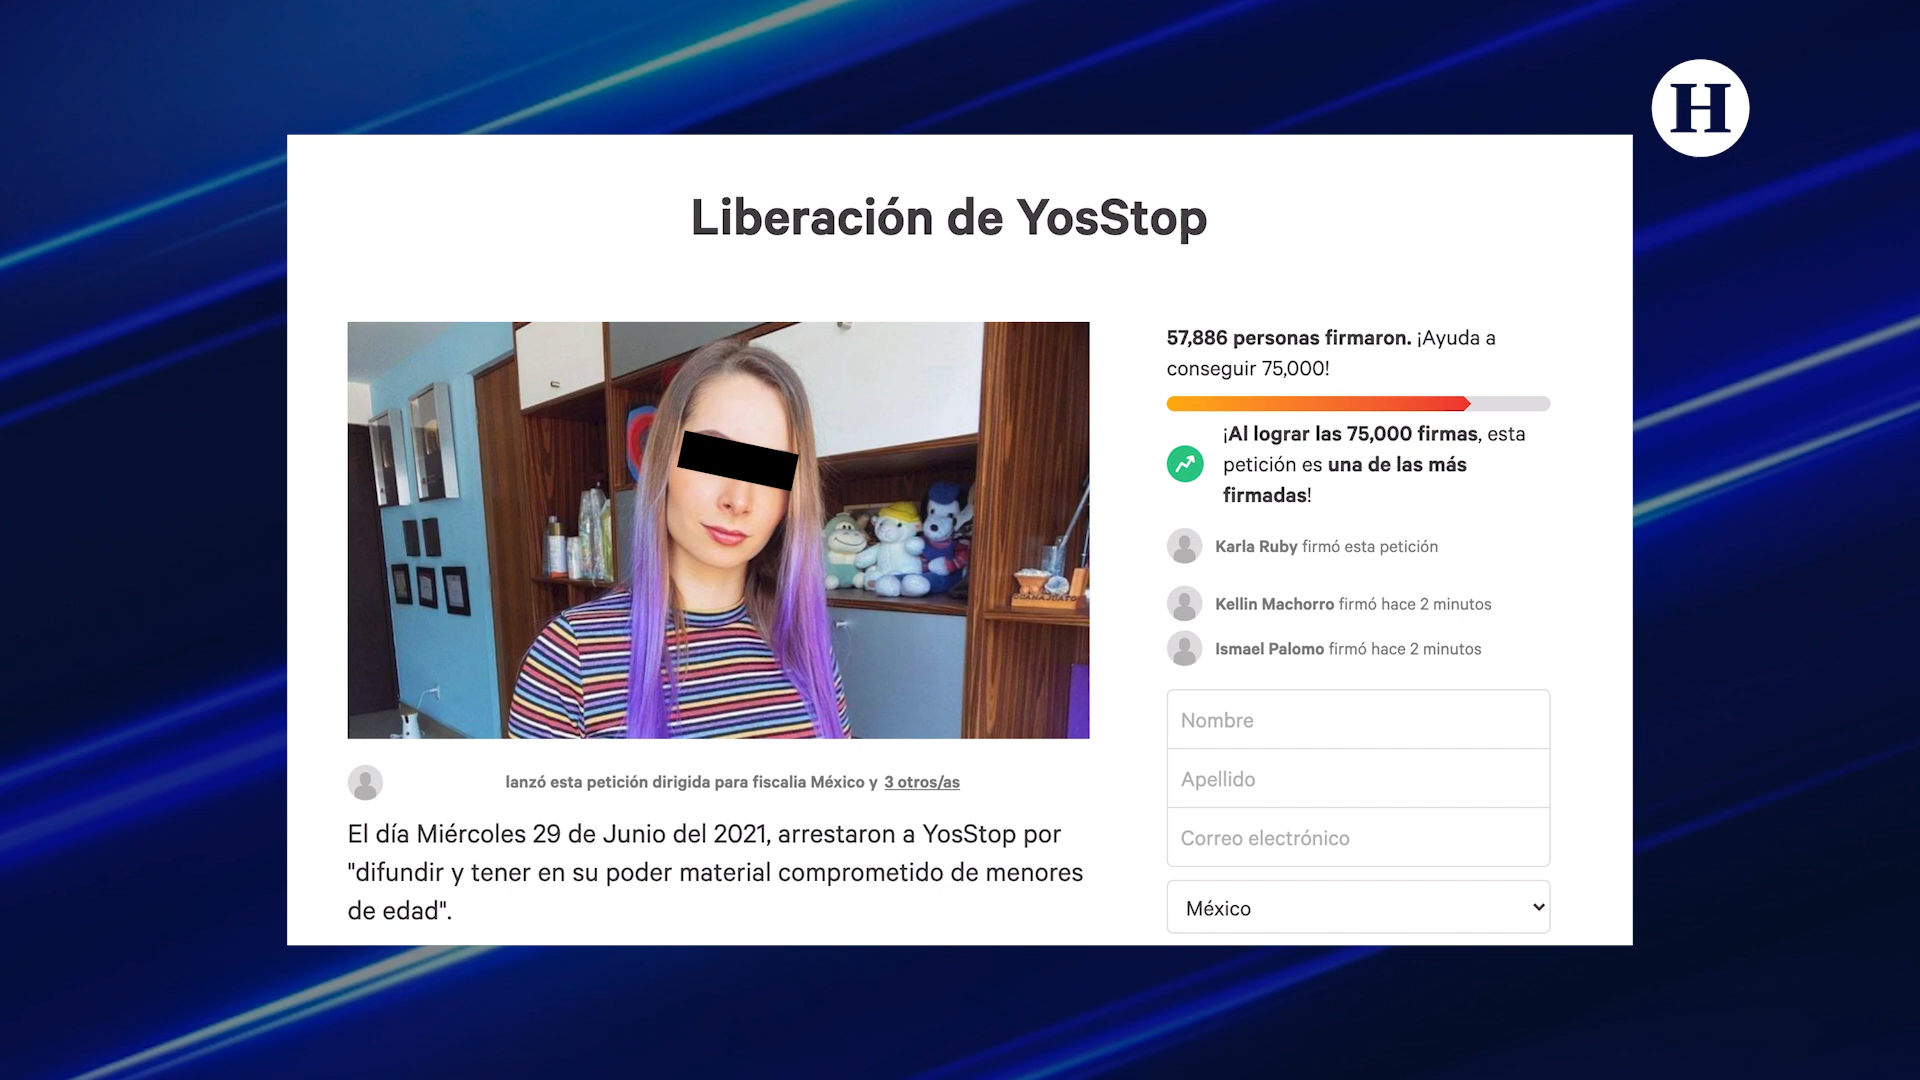 H
Liberación de YosStop
57,886 personas firmaron. ¡Ayuda a
conseguir 75,000!
¡Al lograr las 75,000 firmas, esta
petición es una de las más
firmadas!
Karla Ruby firmó esta petición
Kellin Machorro firmó hace 2 minutos
Ismael Palomo firmó hace 2 minutos
Nombre
Apellido
Correo electrónico
México
lanzó esta petición dirigida para fiscalia México y 3 otros/as
El día Miércoles 29 de Junio del 2021, arrestaron a YosStop por
"difundir y tener en su poder material comprometido de menores
de edad".